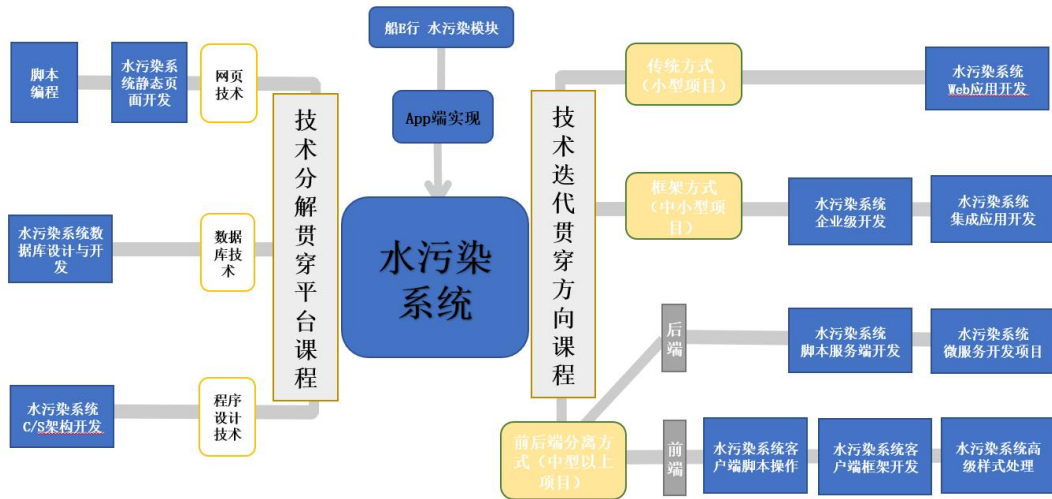 船E行 水污染模块
App端实现
水污染
系统
技术分解贯穿平台课程
网页
技术
水污染系
统静态页
面开发
脚本
编程
数据
库技
术
水污染系统数
据库设计与开
发
程序
设计
技术
水污染系统
C/S架构开发
技术迭代贯穿方向课程
传统方式
（小型项目）
水污染系统
Web应用开发
框架方式
（中小型项
目）
水污染系统
企业级开发
水污染系统
集成应用开发
前后端分离方
式（中型以上
项目）
后端
水污染系统
脚本服务端开发
水污染系统
微服务开发项目
前端
水污染系统客
户端脚本操作
水污染系统客
户端框架开发
水污染系统高
级样式处理